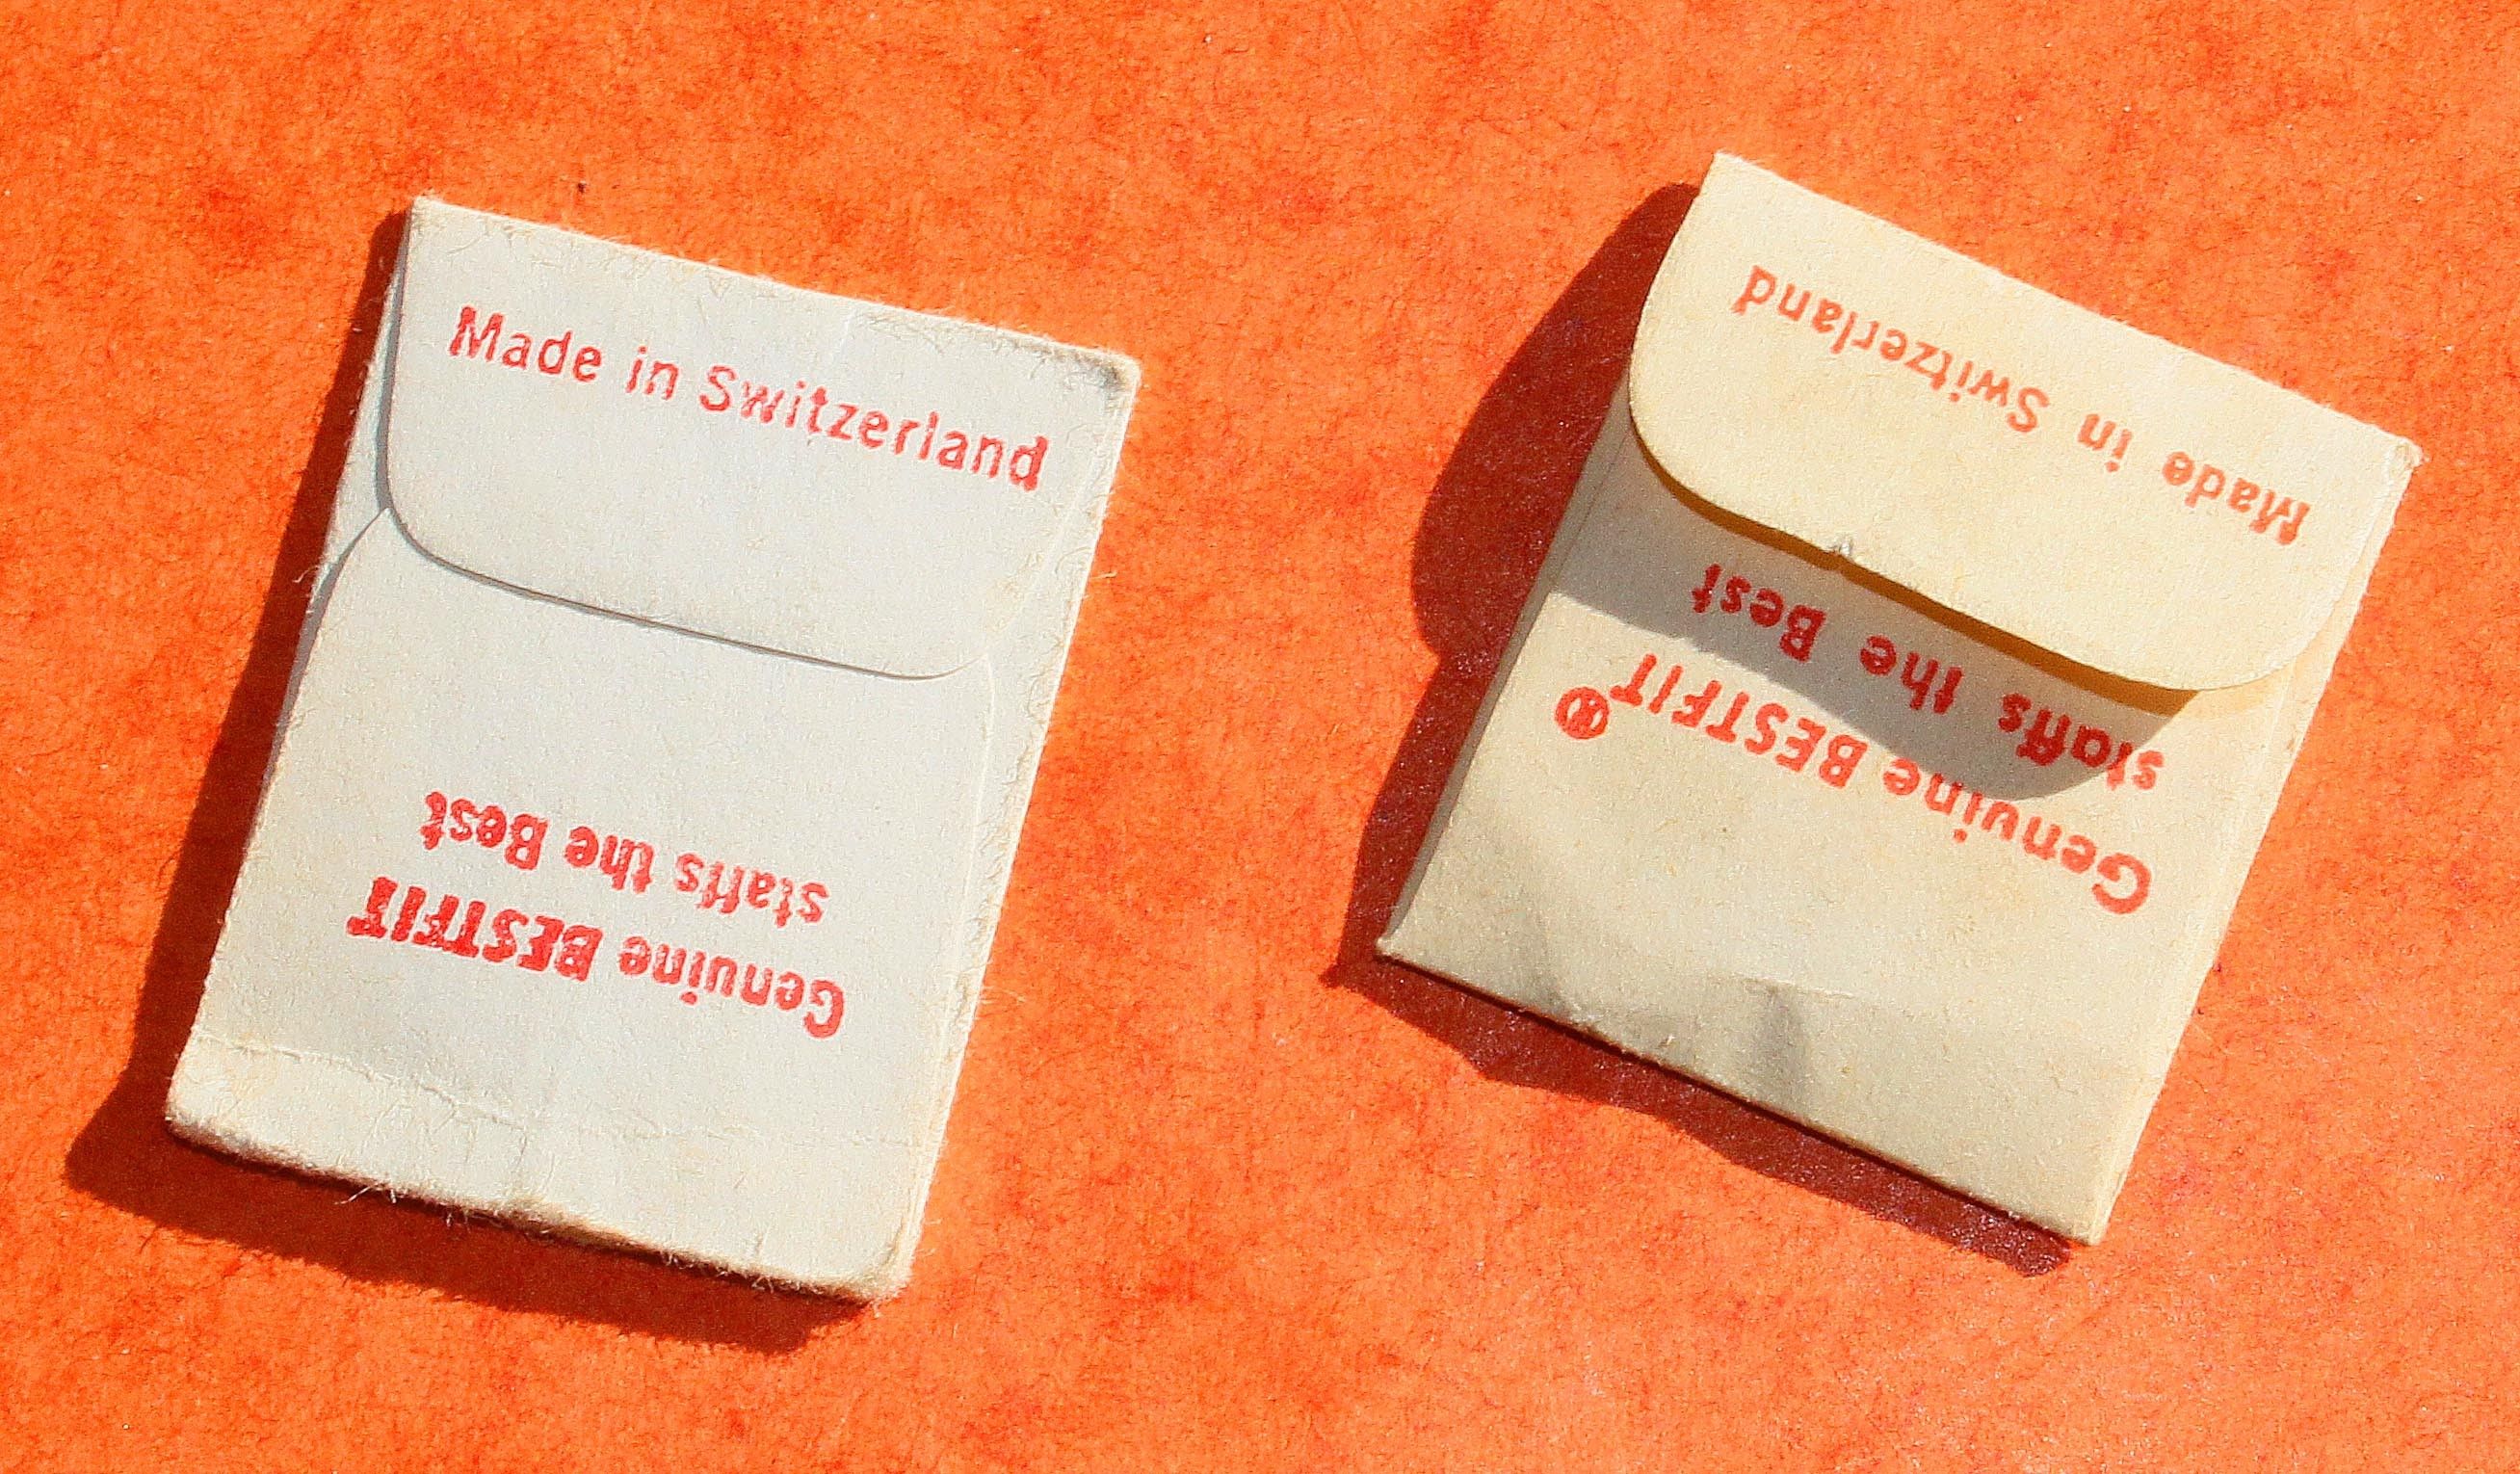 Made in Switzerland
Genuine BESTFIT
staffs the Best
Genuine BESTFIT®
staffs the Best
Made in Switzerland